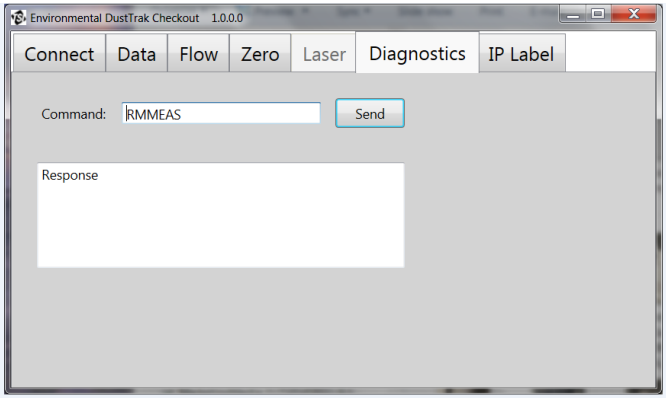 Environmental DustTrak Checkout 1.0.0.0
Connect Data Flow Zero Laser Diagnostics IP Label
Command: RMMEAS Send
Response